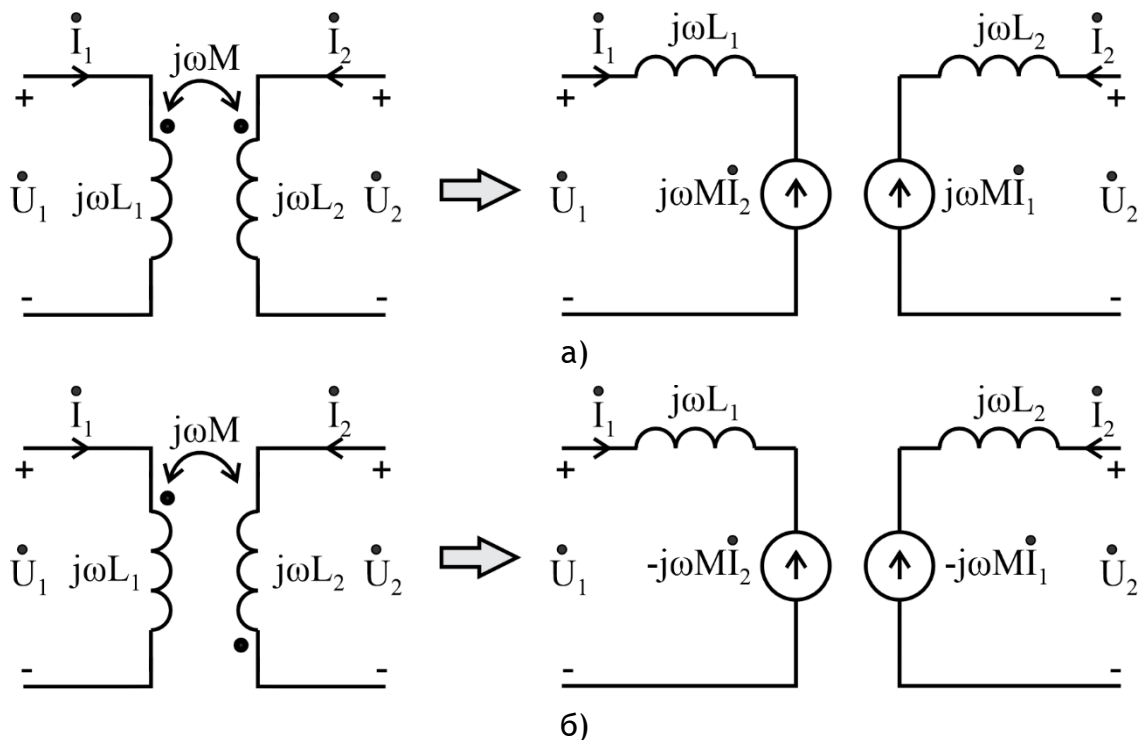 İ₁ İ₂ İ₁ jωL₁ jωL₂ İ₂
jωM
+ + + +
U̇₁ jωL₁ jωL₂ U̇₂ U̇₁ jωMİ₂ jωMİ₁ U̇₂
- - - -
а)
İ₁ İ₂ İ₁ jωL₁ jωL₂ İ₂
jωM
+ + + +
U̇₁ jωL₁ jωL₂ U̇₂ U̇₁ -jωMİ₂ -jωMİ₁ U̇₂
- - - -
б)